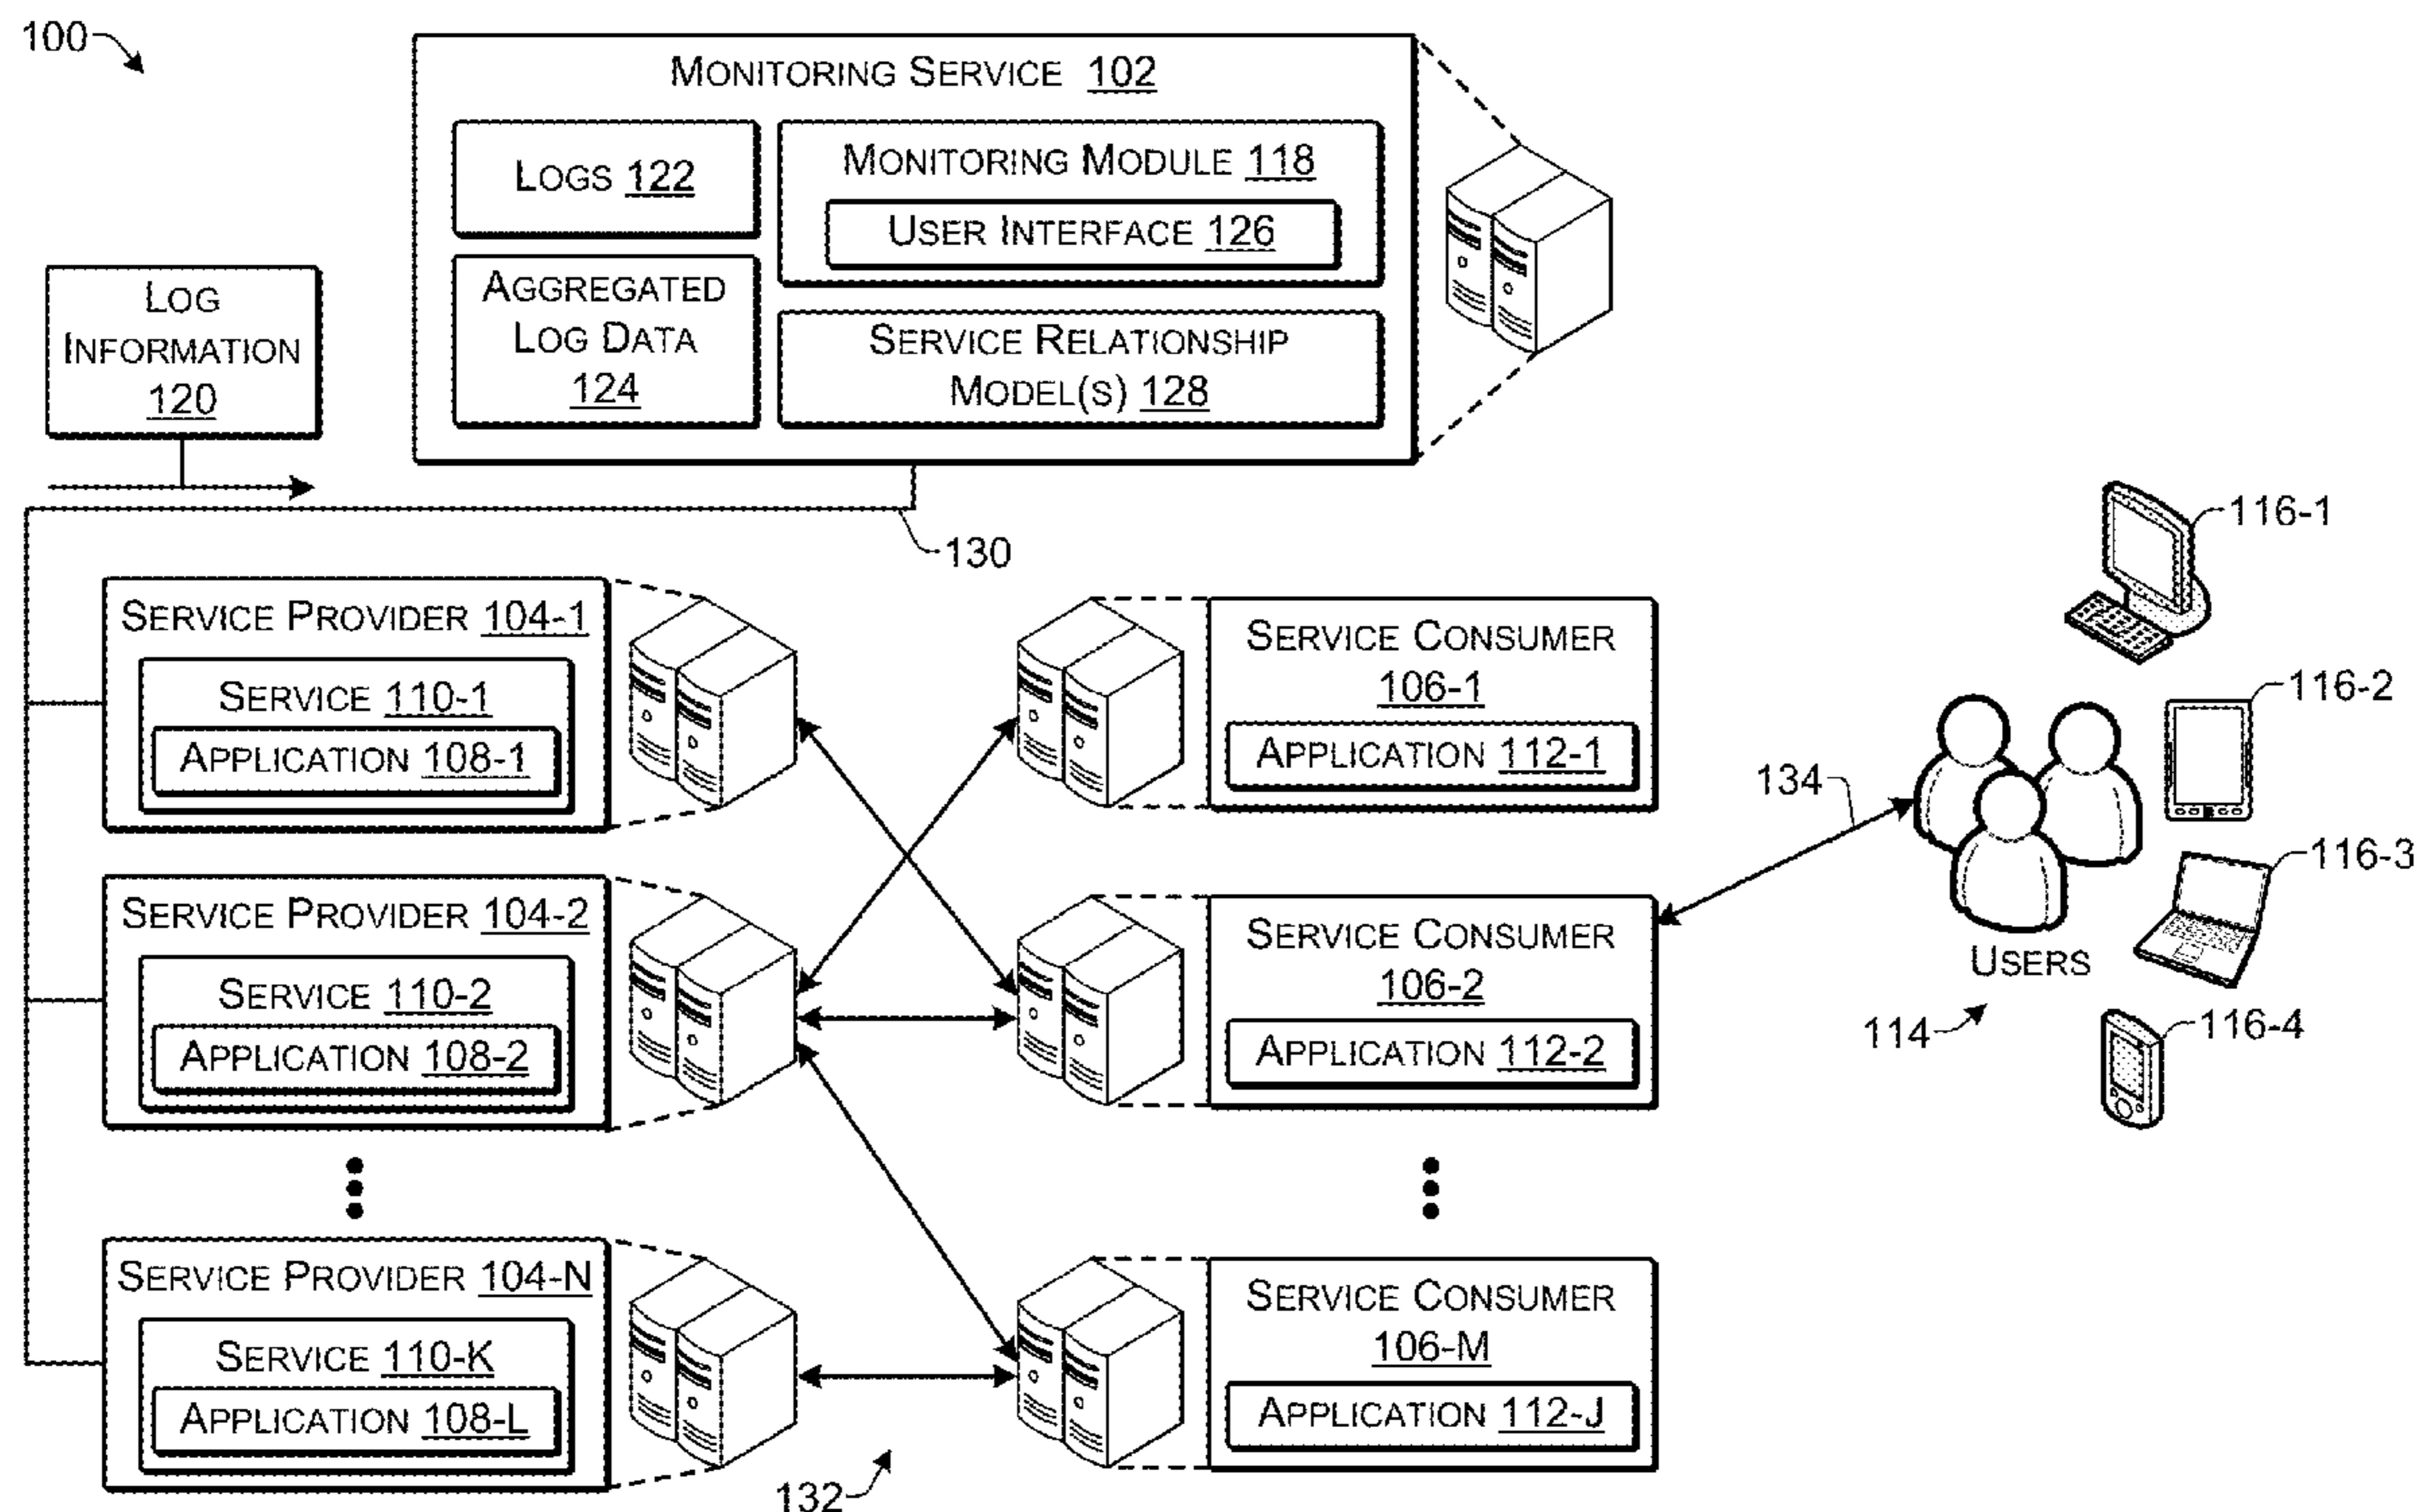 100
MONITORING SERVICE 102
LOGS 122
MONITORING MODULE 118
USER INTERFACE 126
AGGREGATED
LOG DATA
124
SERVICE RELATIONSHIP
MODEL(S) 128
LOG
INFORMATION
120
130
SERVICE PROVIDER 104-1
SERVICE 110-1
APPLICATION 108-1
SERVICE CONSUMER
106-1
APPLICATION 112-1
SERVICE PROVIDER 104-2
SERVICE 110-2
APPLICATION 108-2
SERVICE CONSUMER
106-2
APPLICATION 112-2
SERVICE PROVIDER 104-N
SERVICE 110-K
APPLICATION 108-L
SERVICE CONSUMER
106-M
APPLICATION 112-J
132
134
USERS
114
116-1
116-2
116-3
116-4